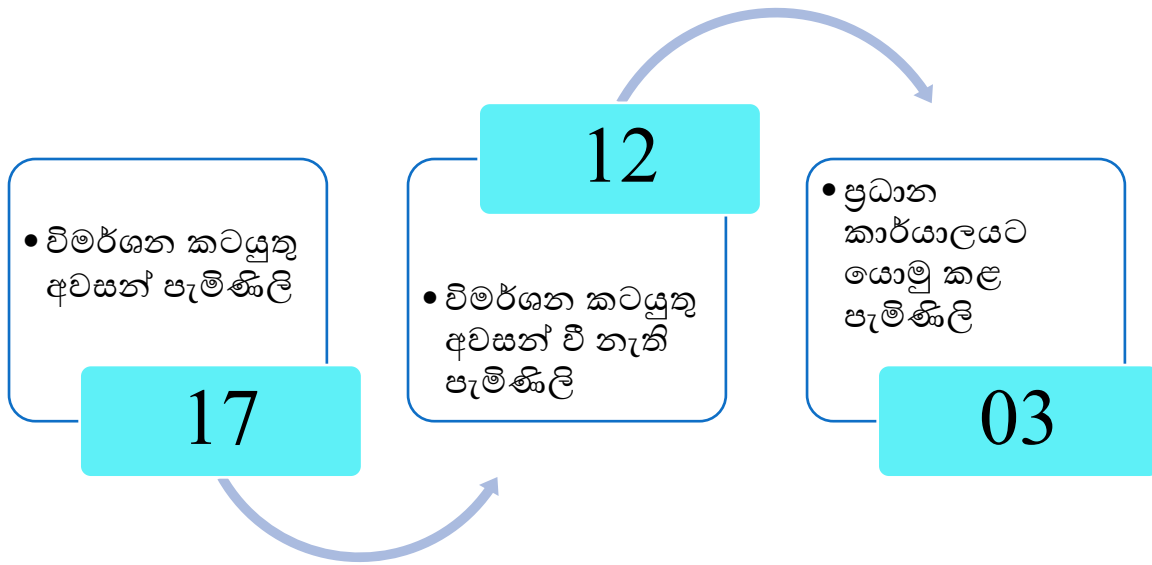 • විමර්ශන කටයුතු
අවසන් පැමිණිලි
17
12
• විමර්ශන කටයුතු
අවසන් වී නැති
පැමිණිලි
• ප්‍රධාන
කාර්යාලයට
යොමු කළ
පැමිණිලි
03